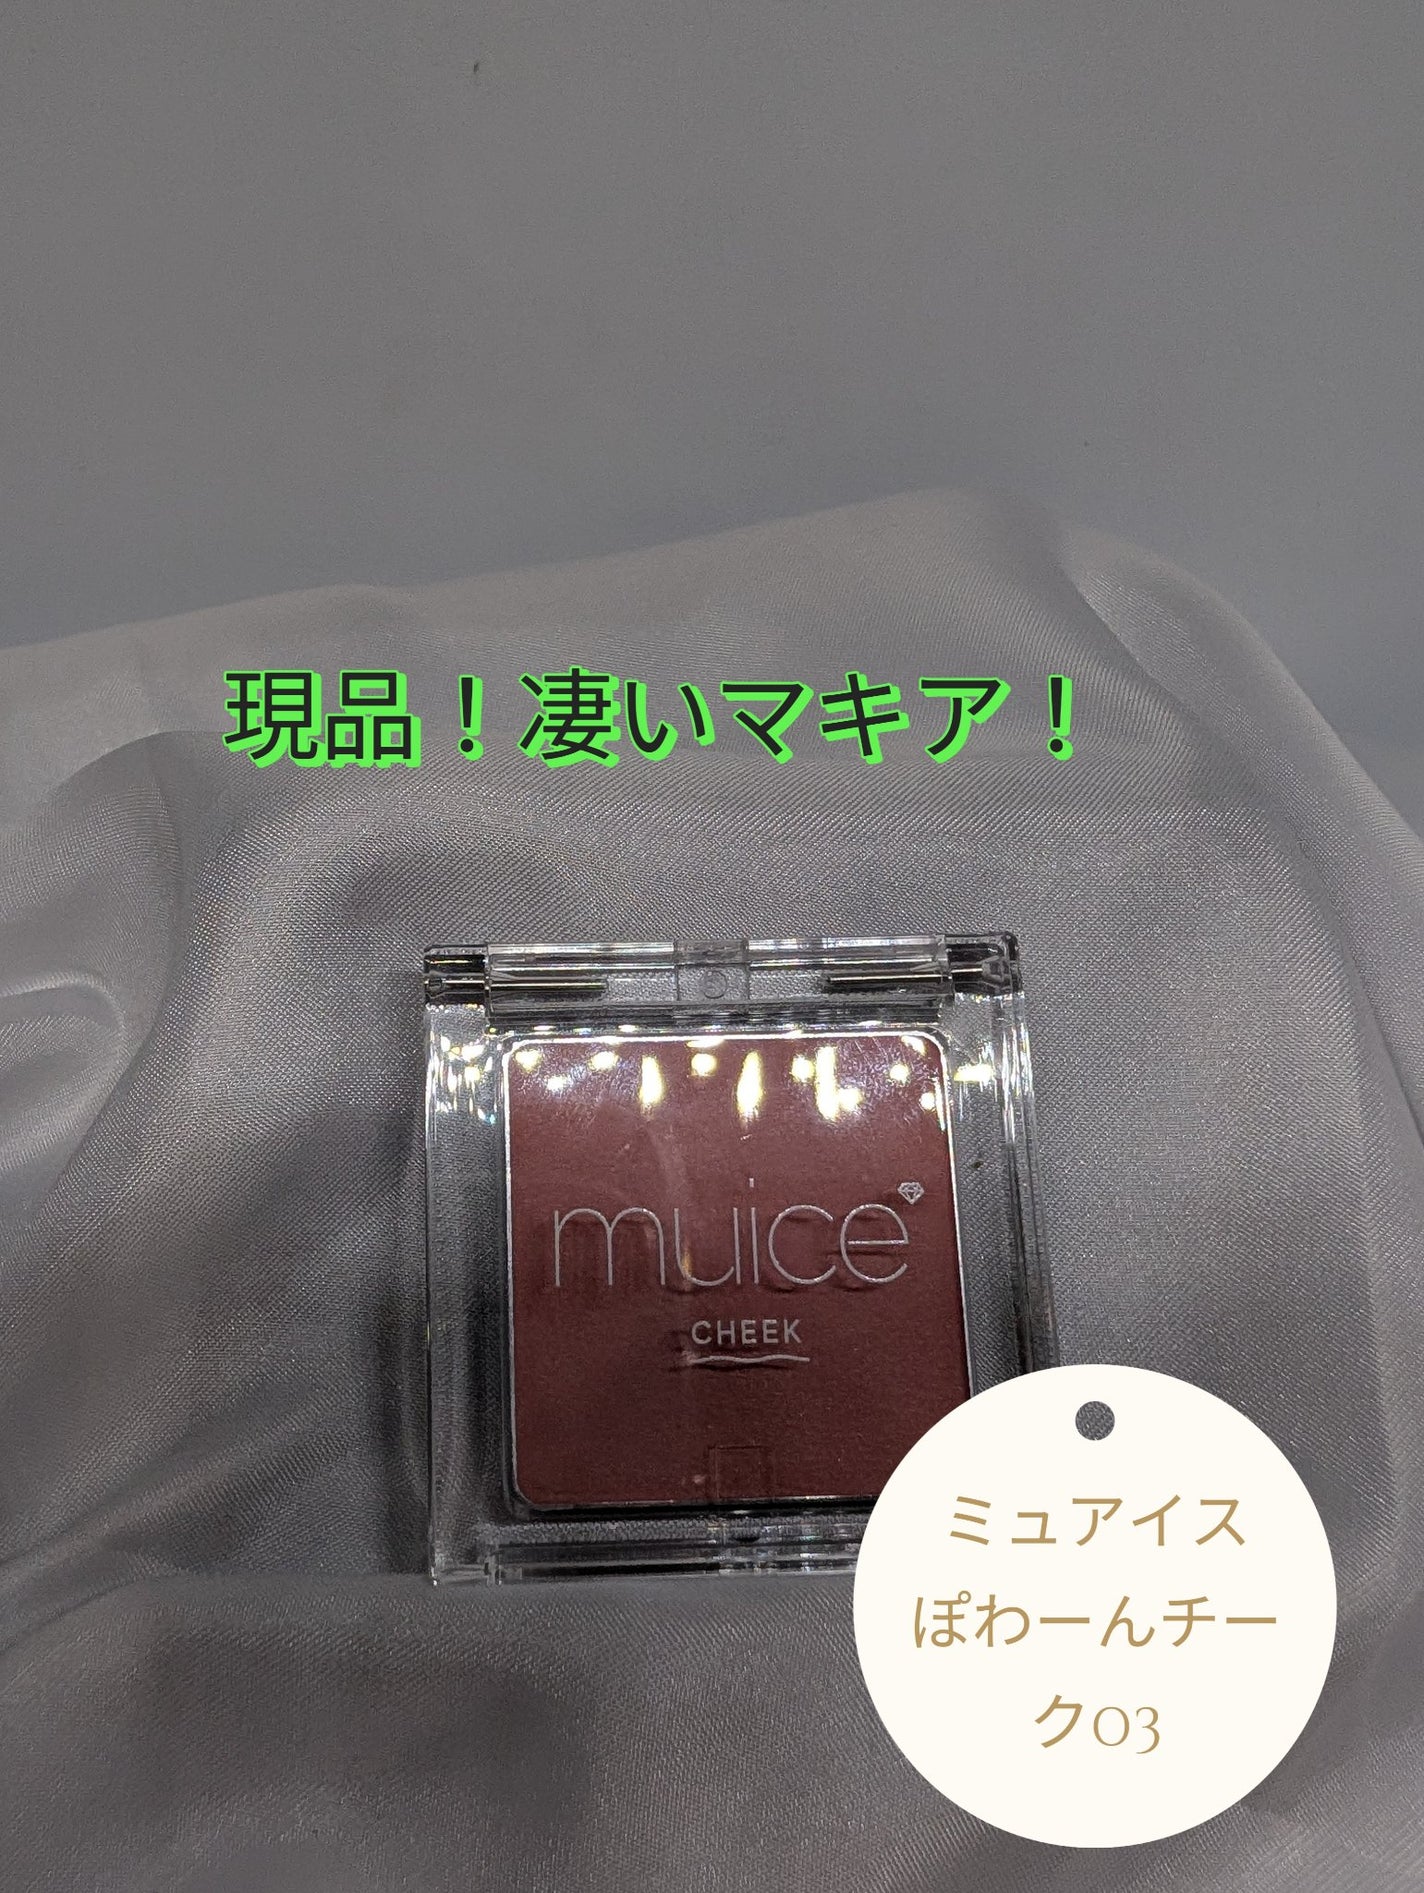 現品！凄いマキア！
muice
CHEEK
ミュアイス
ぽわーんチー
ク03